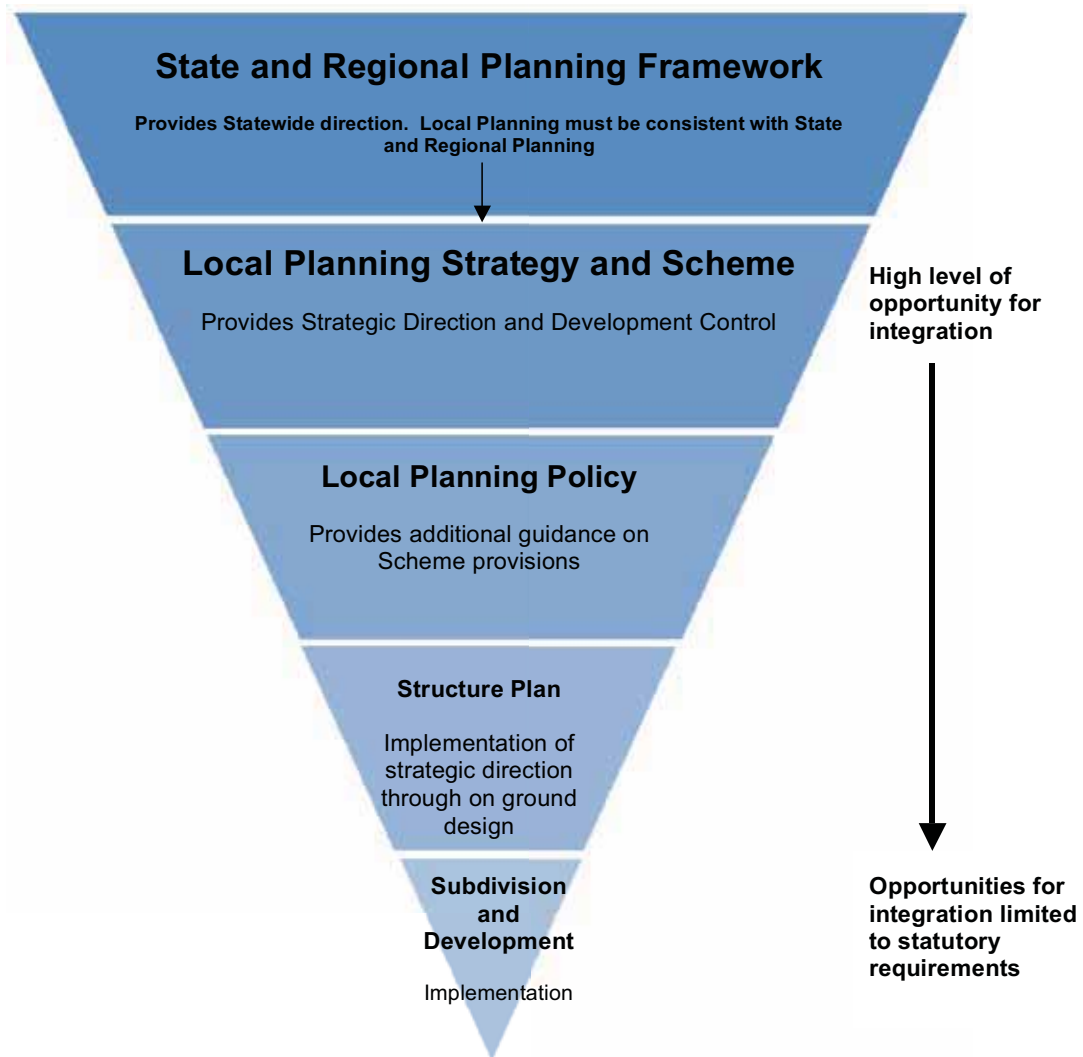 State and Regional Planning Framework
Provides Statewide direction.  Local Planning must be consistent with State
and Regional Planning
Local Planning Strategy and Scheme
Provides Strategic Direction and Development Control
High level of
opportunity for
integration
Local Planning Policy
Provides additional guidance on
Scheme provisions
Structure Plan
Implementation of
strategic direction
through on ground
design
Subdivision
and
Development
Implementation
Opportunities for
integration limited
to statutory
requirements